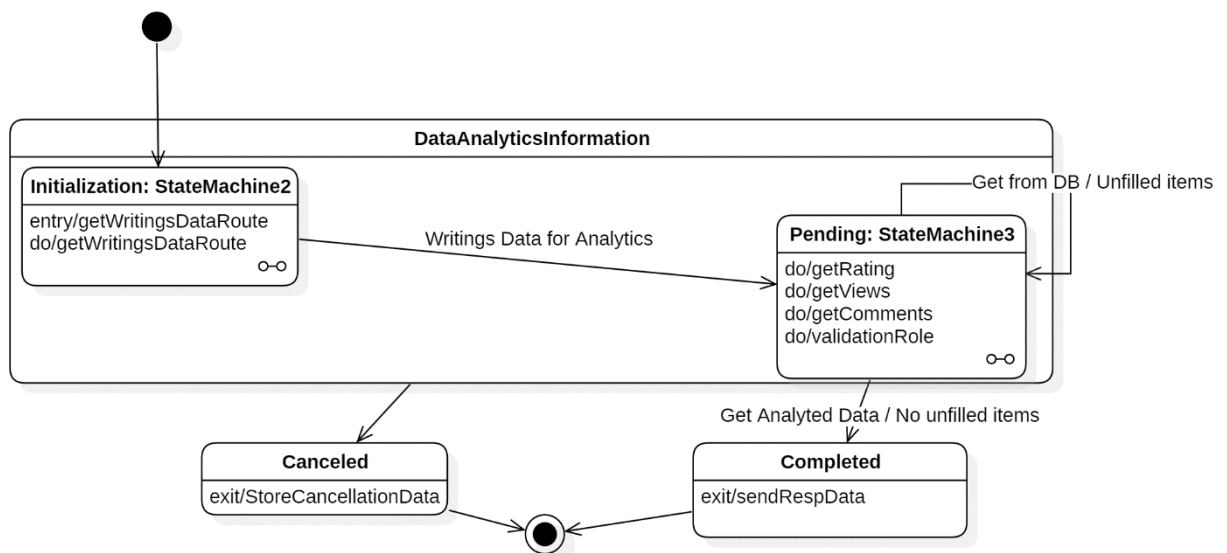 DataAnalyticsInformation
Initialization: StateMachine2
entry/getWritingsDataRoute
do/getWritingsDataRoute
Writings Data for Analytics
Get from DB / Unfilled items
Pending: StateMachine3
do/getRating
do/getViews
do/getComments
do/validationRole
Get Analyted Data / No unfilled items
Canceled
exit/StoreCancellationData
Completed
exit/sendRespData